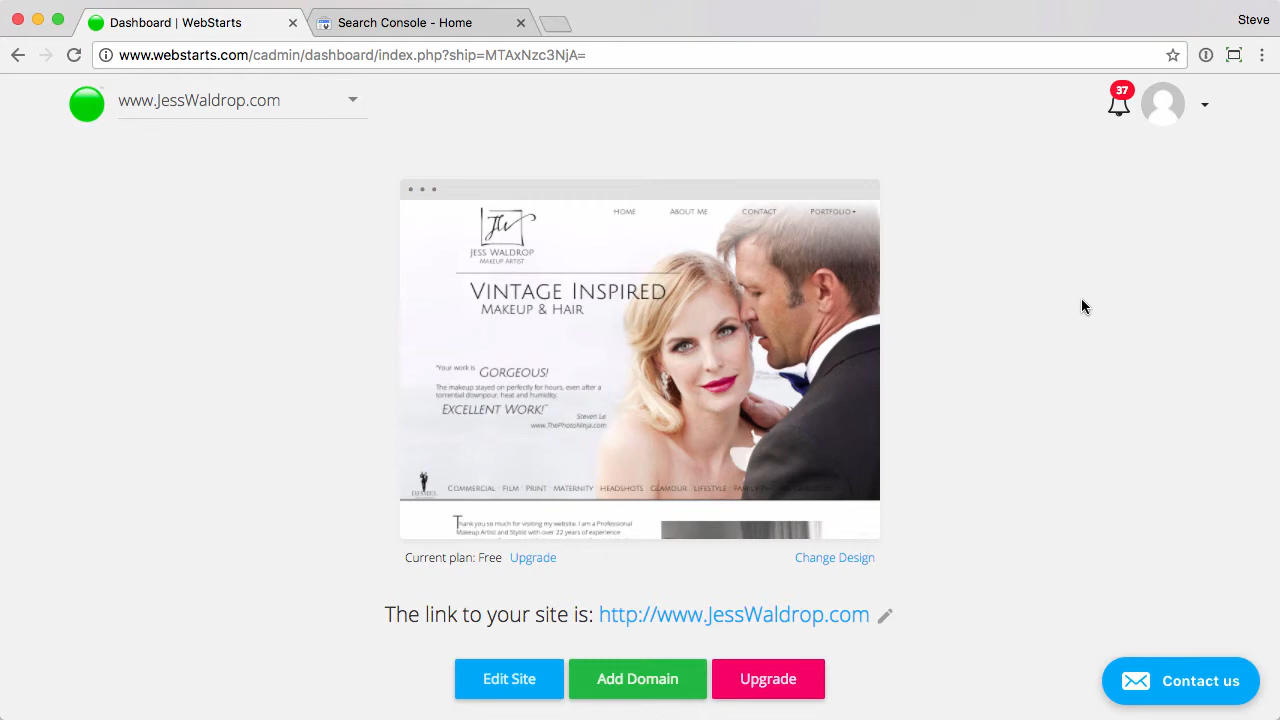 Dashboard | WebStarts
Search Console - Home
Steve
www.webstarts.com/cadmin/dashboard/index.php?ship=MTAxNzc3NjA=
www.JessWaldrop.com
37
HOME ABOUT ME CONTACT PORTFOLIO
JW
JESS WALDROP
MAKEUP ARTIST
VINTAGE INSPIRED
MAKEUP & HAIR
"Your work is GORGEOUS!
The makeup stayed on perfectly for hours, even after a
torrential downpour, heat and humidity.
EXCELLENT WORK!"
Steven Le
www.ThePhotoNinja.com
COMMERCIAL FILM PRINT MATERNITY HEADSHOTS GLAMOUR LIFESTYLE
Thank you so much for visiting my website. I am a Professional
Makeup Artist and Stylist with over 22 years of experience
Current plan: Free Upgrade
Change Design
The link to your site is: http://www.JessWaldrop.com
Edit Site
Add Domain
Upgrade
Contact us